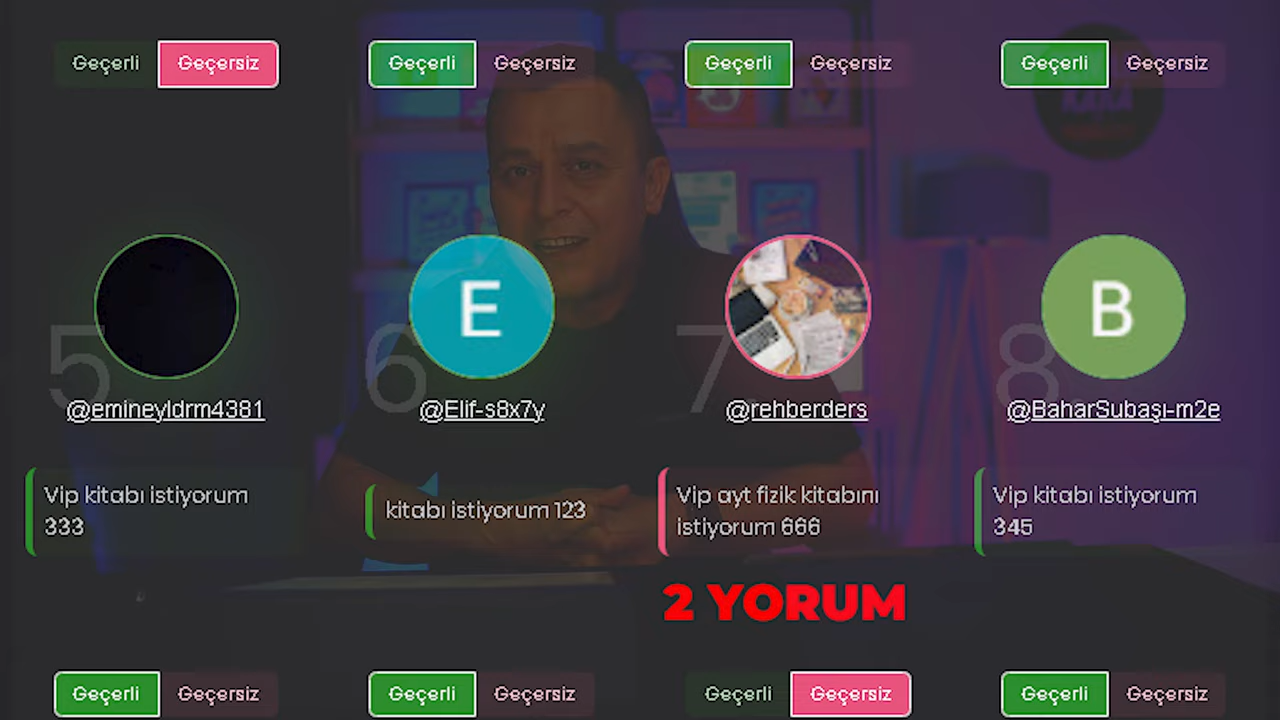 Geçerli Geçersiz Geçerli Geçersiz Geçerli Geçersiz Geçerli Geçersiz
E B
5. 6. 7. 8.
@emineyldrm4381 @Elif-s8x7y @rehberders @BaharSubaşı-m2e
Vip kitabı istiyorum
333
kitabı istiyorum 123
Vip ayt fizik kitabını
istiyorum 666
Vip kitabı istiyorum
345
2 YORUM
Geçerli Geçersiz Geçerli Geçersiz Geçerli Geçersiz Geçerli Geçersiz